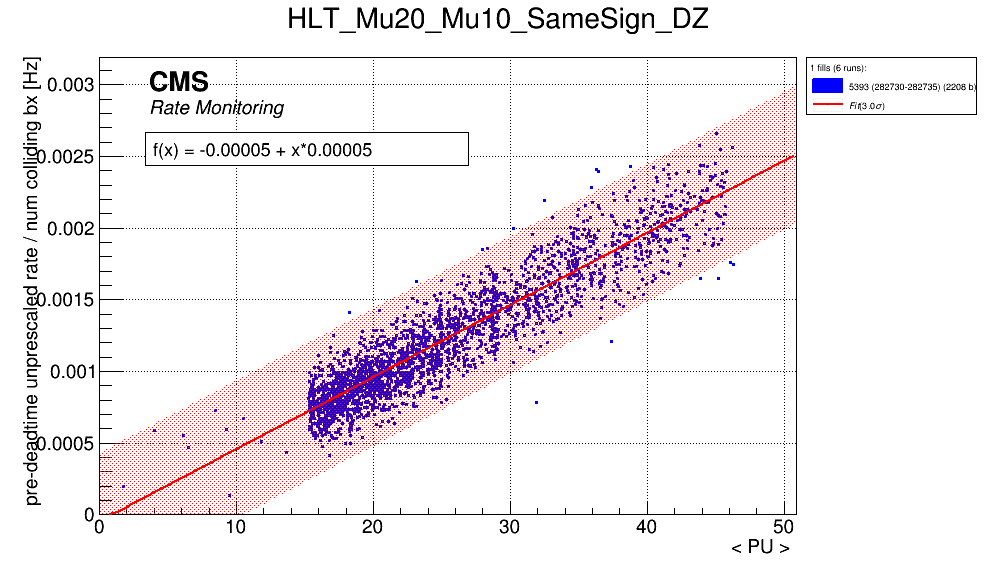 HLT_Mu20_Mu10_SameSign_DZ
pre-deadtime unprescaled rate / num colliding bx [Hz]
CMS
Rate Monitoring
f(x) = -0.00005 + x*0.00005
0.003
0.0025
0.002
0.0015
0.001
0.0005
0
0 10 20 30 40 50
< PU >
1 fills (6 runs):
5393 (282730-282735) (2208 b)
Fit(3.0σ)